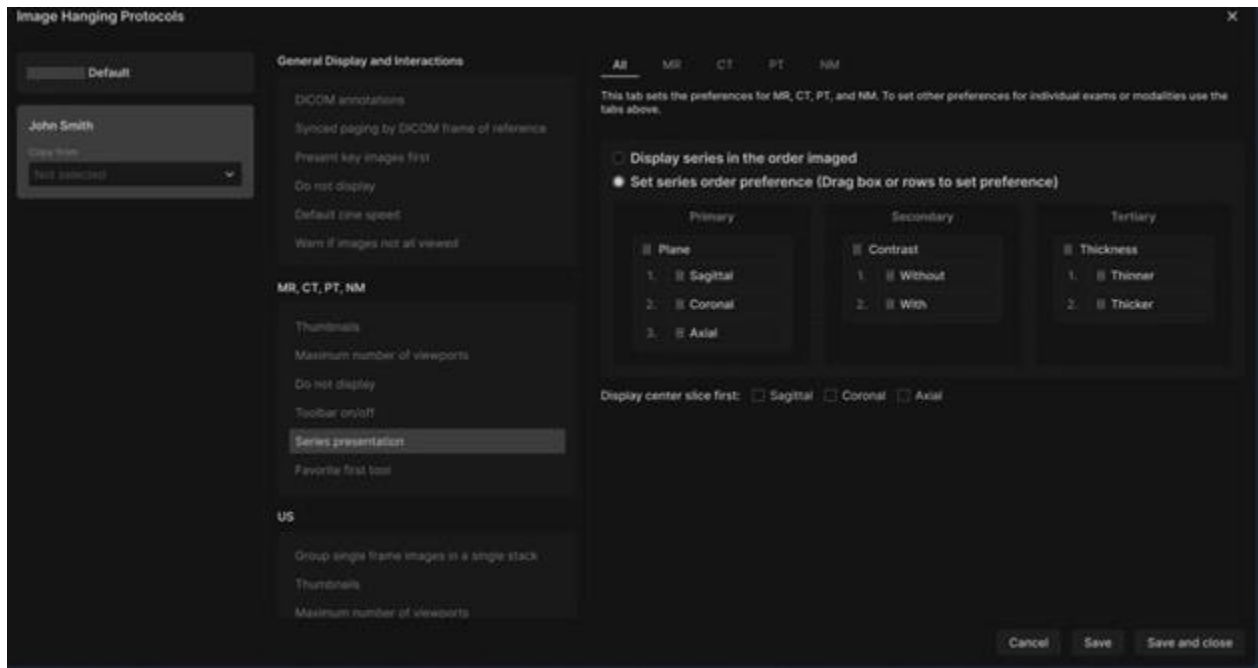 Image Hanging Protocols
Default
John Smith
Copy from
Not selected
General Display and Interactions
DICOM annotations
Synced paging by DICOM frame of reference
Present key images first
Do not display
Default cine speed
Warn if images not all viewed
MR, CT, PT, NM
Thumbnails
Maximum number of viewports
Do not display
Toolbar on/off
Series presentation
Favorite first tool
US
Group single frame images in a single stack
Thumbnails
Maximum number of viewports
All MR CT PT NM
This tab sets the preferences for MR, CT, PT, and NM. To set other preferences for individual exams or modalities use the
tabs above.
Display series in the order imaged
Set series order preference (Drag box or rows to set preference)
Primary
Plane
1. Sagittal
2. Coronal
3. Axial
Secondary
Contrast
1. Without
2. With
Tertiary
Thickness
1. Thinner
2. Thicker
Display center slice first: Sagittal Coronal Axial
Cancel Save Save and close